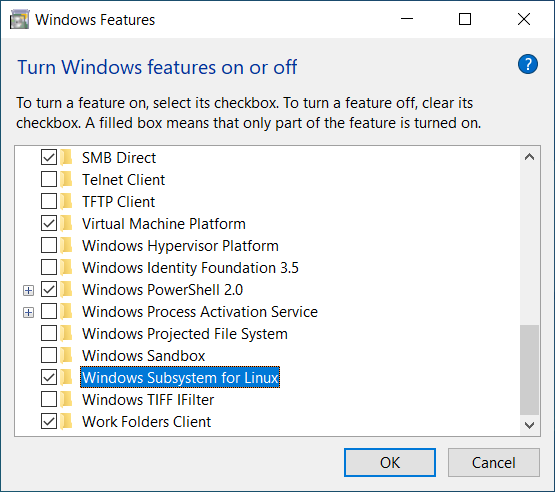 Windows Features
Turn Windows features on or off
?
To turn a feature on, select its checkbox. To turn a feature off, clear its
checkbox. A filled box means that only part of the feature is turned on.
SMB Direct
Telnet Client
TFTP Client
Virtual Machine Platform
Windows Hypervisor Platform
Windows Identity Foundation 3.5
Windows PowerShell 2.0
Windows Process Activation Service
Windows Projected File System
Windows Sandbox
Windows Subsystem for Linux
Windows TIFF IFilter
Work Folders Client
OK
Cancel